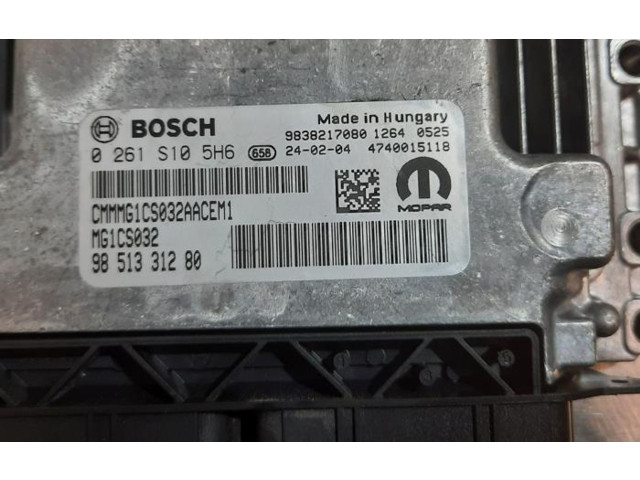 BOSCH
Made in Hungary
9838217080 1264 0525
0 261 S10 5H6 658 24-02-04 4740015118
CMMMG1CS032AACEM1
MG1CS032
98 513 312 80
MOPAR